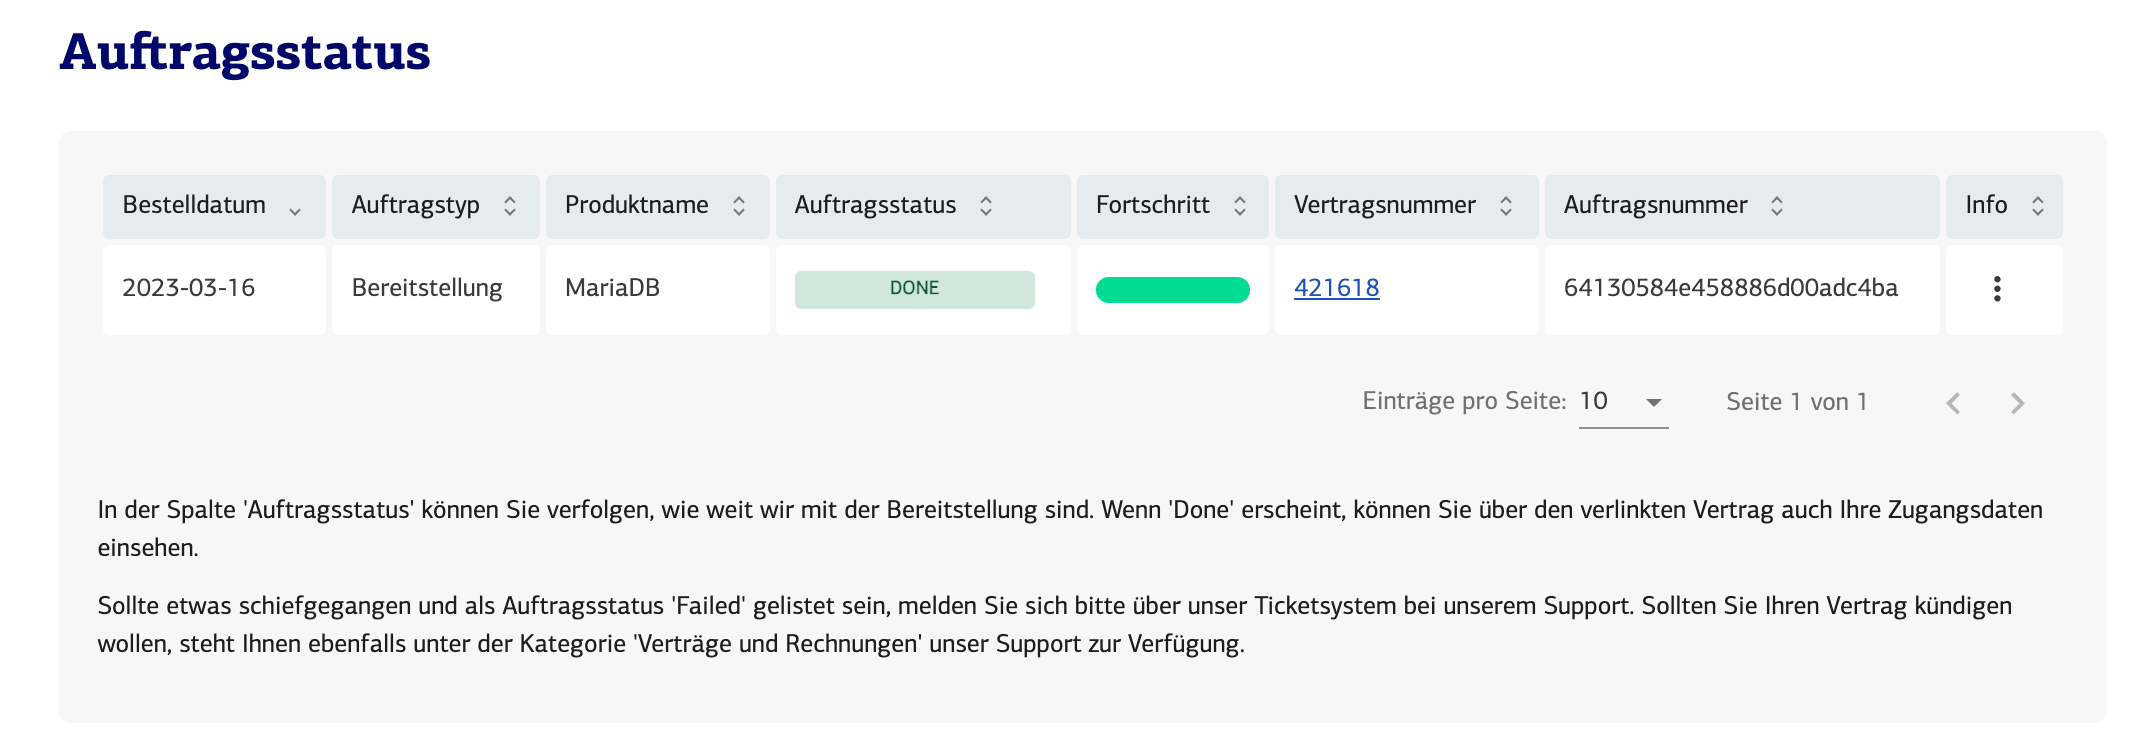 Auftragsstatus
Bestelldatum Auftragstyp Produktname Auftragsstatus Fortschritt Vertragsnummer Auftragsnummer Info
2023-03-16 Bereitstellung MariaDB DONE 421618 64130584e458886d00adc4ba
Einträge pro Seite: 10 Seite 1 von 1
In der Spalte 'Auftragsstatus' können Sie verfolgen, wie weit wir mit der Bereitstellung sind. Wenn 'Done' erscheint, können Sie über den verlinkten Vertrag auch Ihre Zugangsdaten
einsehen.
Sollte etwas schiefgegangen und als Auftragsstatus 'Failed' gelistet sein, melden Sie sich bitte über unser Ticketsystem bei unserem Support. Sollten Sie Ihren Vertrag kündigen
wollen, steht Ihnen ebenfalls unter der Kategorie 'Verträge und Rechnungen' unser Support zur Verfügung.